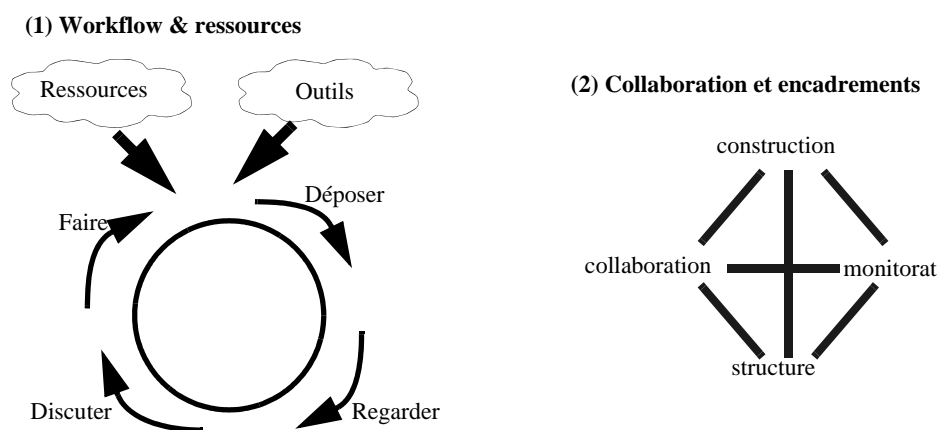 (1) Workflow & ressources
Ressources
Outils
Déposer
Faire
Discuter
Regarder
(2) Collaboration et encadrements
construction
collaboration
monitorat
structure